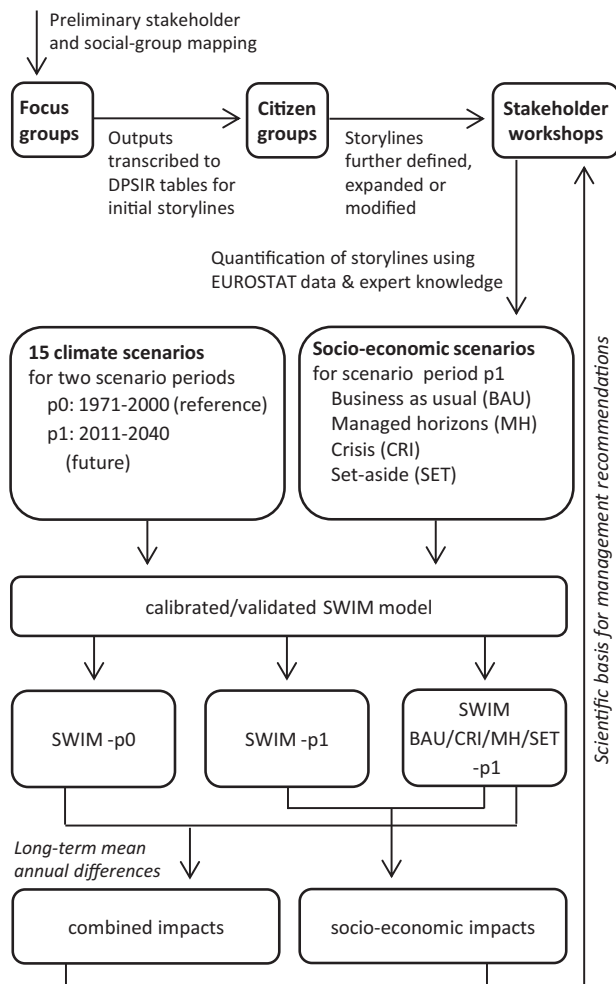 Preliminary stakeholder
and social-group mapping
Focus
groups
Citizen
groups
Stakeholder
workshops
Outputs
transcribed to
DPSIR tables for
initial storylines
Storylines
further defined,
expanded or
modified
Quantification of storylines using
EUROSTAT data & expert knowledge
15 climate scenarios
for two scenario periods
p0: 1971-2000 (reference)
p1: 2011-2040
(future)
Socio-economic scenarios
for scenario period p1
Business as usual (BAU)
Managed horizons (MH)
Crisis (CRI)
Set-aside (SET)
calibrated/validated SWIM model
SWIM -p0
SWIM -p1
SWIM
BAU/CRI/MH/SET
-p1
Long-term mean
annual differences
combined impacts
socio-economic impacts
Scientific basis for management recommendations